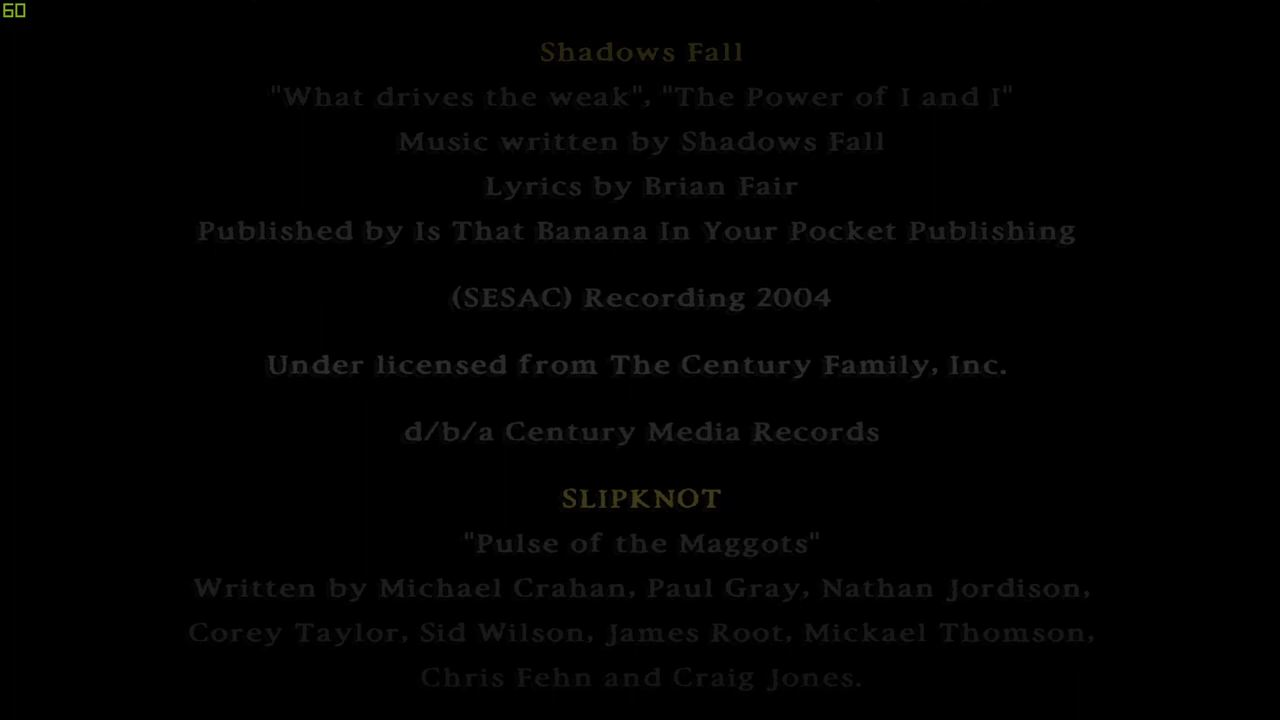 60
Shadows Fall
"What drives the weak", "The Power of I and I"
Music written by Shadows Fall
Lyrics by Brian Fair
Published by Is That Banana In Your Pocket Publishing
(SESAC) Recording 2004
Under licensed from The Century Family, Inc.
d/b/a Century Media Records
SLIPKNOT
"Pulse of the Maggots"
Written by Michael Crahan, Paul Gray, Nathan Jordison,
Corey Taylor, Sid Wilson, James Root, Mickael Thomson,
Chris Fehn and Craig Jones.